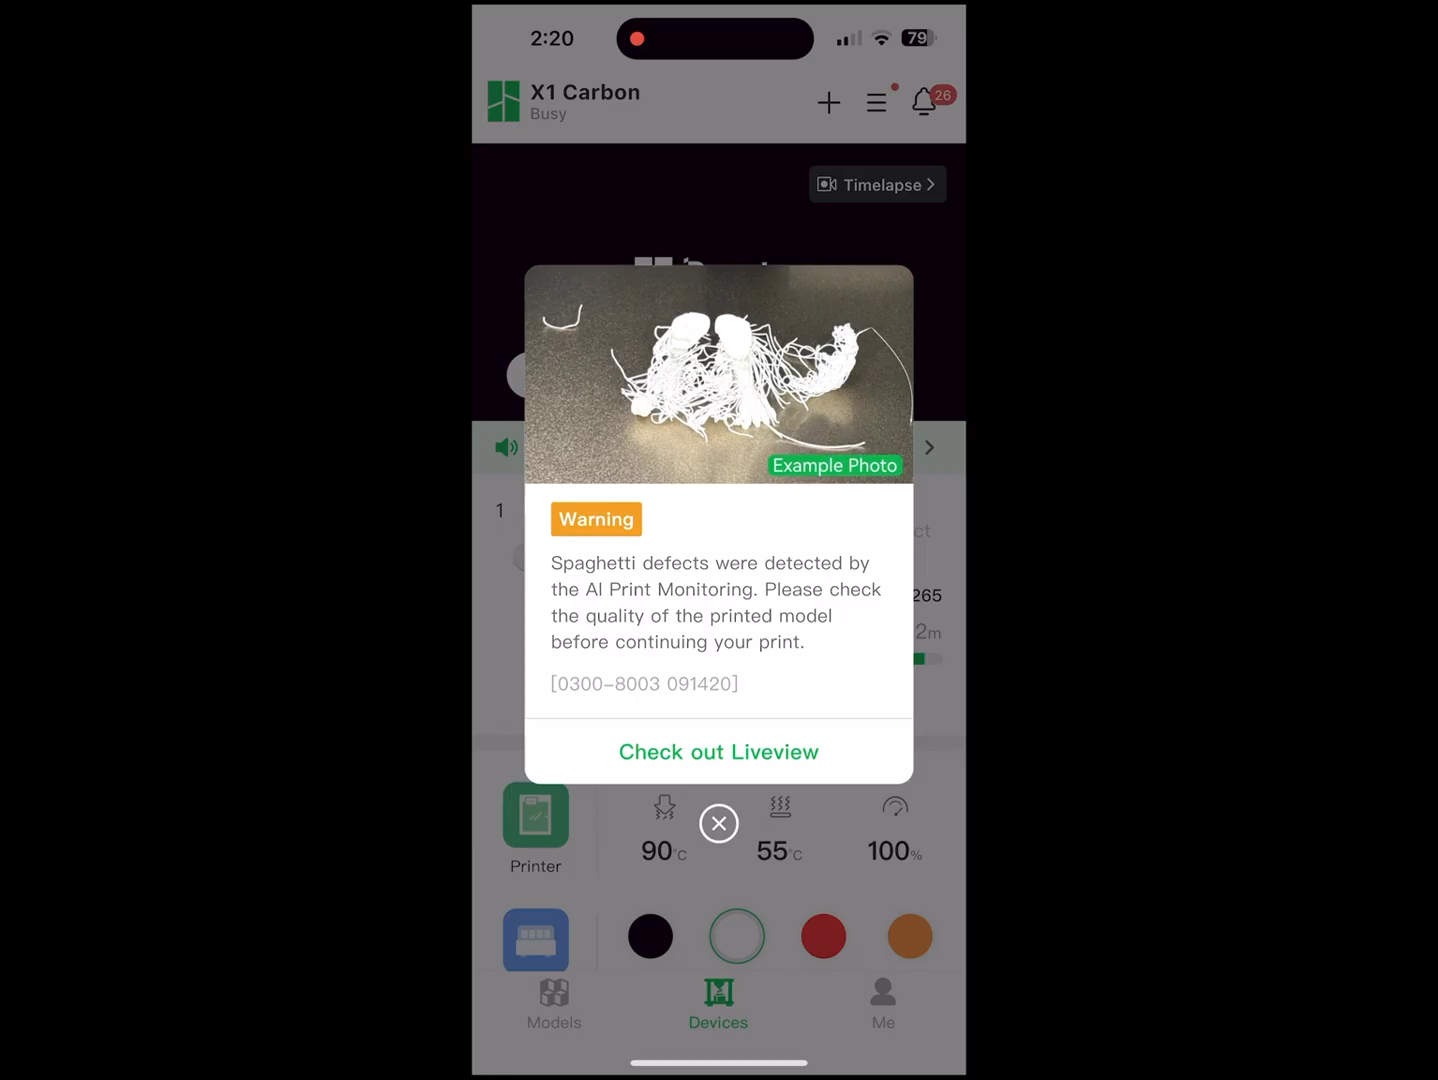 2:20
79
X1 Carbon
Busy
26
Timelapse
Example Photo
1
Warning
Spaghetti defects were detected by
the AI Print Monitoring. Please check
the quality of the printed model
before continuing your print.
[0300-8003 091420]
ct
265
2m
Check out Liveview
90°C
55°C
100%
Printer
Models
Devices
Me